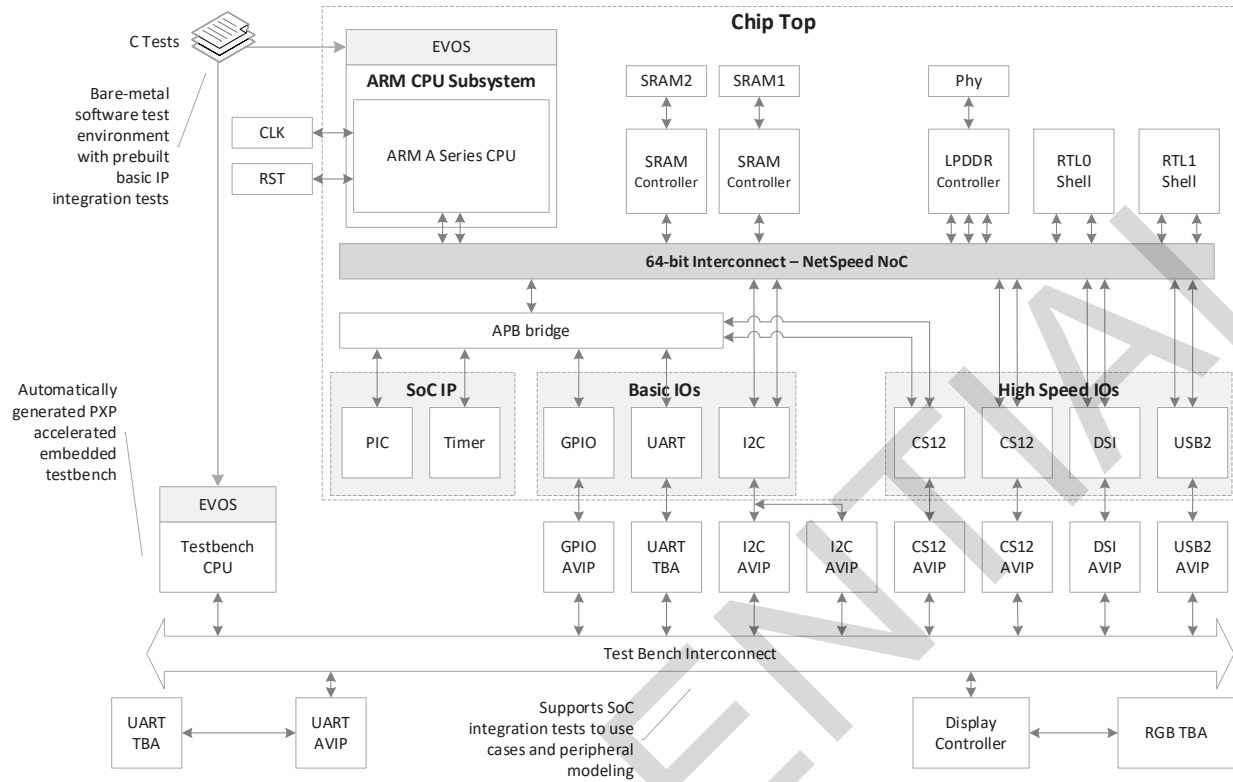 Chip Top
C Tests
EVOS
ARM CPU Subsystem
ARM A Series CPU
Bare-metal
software test
environment
with prebuilt
basic IP
integration tests
CLK
RST
SRAM2
SRAM1
Phy
SRAM
Controller
SRAM
Controller
LPDDR
Controller
RTL0
Shell
RTL1
Shell
64-bit Interconnect – NetSpeed NoC
APB bridge
SoC IP
Basic IOs
High Speed IOs
PIC
Timer
GPIO
UART
I2C
CS12
CS12
DSI
USB2
Automatically
generated PXP
accelerated
embedded
testbench
EVOS
Testbench
CPU
GPIO
AVIP
UART
TBA
I2C
AVIP
I2C
AVIP
CS12
AVIP
CS12
AVIP
DSI
AVIP
USB2
AVIP
Test Bench Interconnect
UART
TBA
UART
AVIP
Supports SoC
integration tests to use
cases and peripheral
modeling
Display
Controller
RGB TBA
ENTIAL